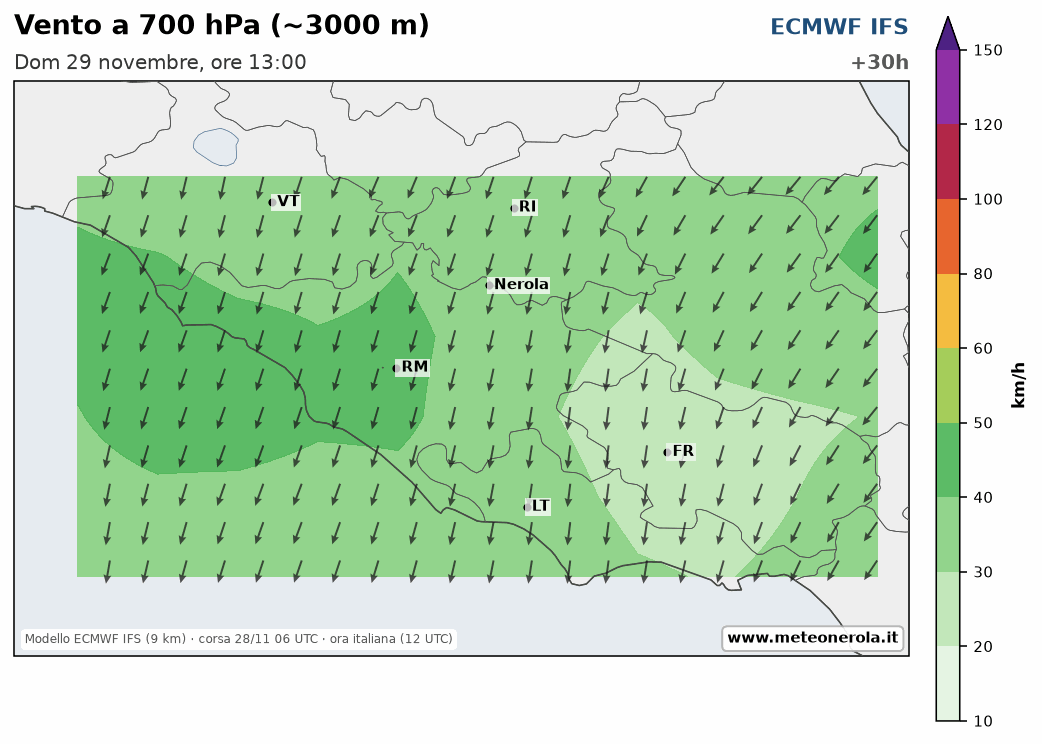 Vento a 700 hPa (~3000 m)
ECMWF IFS
Dom 29 novembre, ore 13:00
+30h
150
120
100
80
60
50
40
30
20
10
km/h
VT
RI
Nerola
RM
FR
LT
Modello ECMWF IFS (9 km) · corsa 28/11 06 UTC · ora italiana (12 UTC)
www.meteonerola.it